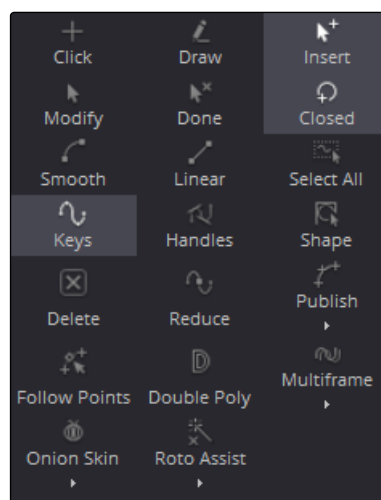 Click Draw Insert
Modify Done Closed
Smooth Linear Select All
Keys Handles Shape
Delete Reduce Publish
Follow Points Double Poly Multiframe
Onion Skin Roto Assist